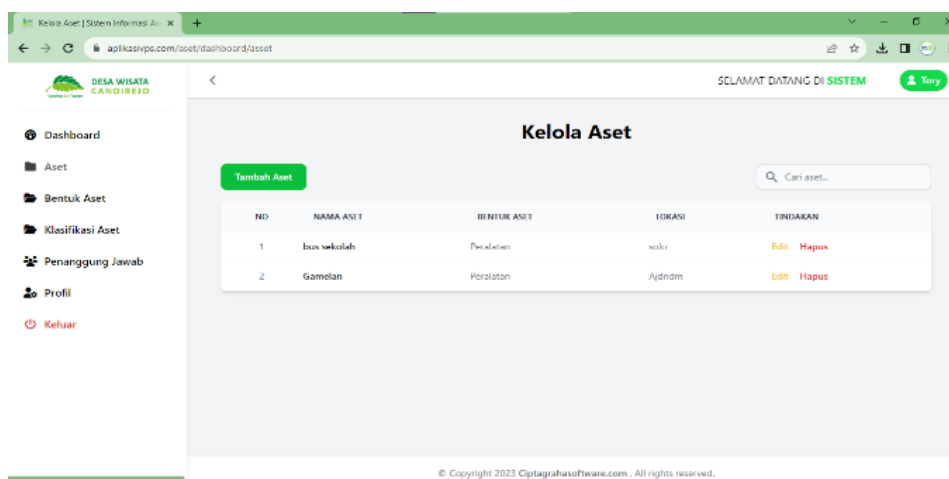 Kelola Aset | Sistem Informasi As
aplikasivps.com/aset/dashboard/asset
DESA WISATA
CANDIREJO
SELAMAT DATANG DI SISTEM
Tory
Dashboard
Aset
Bentuk Aset
Klasifikasi Aset
Penanggung Jawab
Profil
Keluar
Kelola Aset
Tambah Aset
Cari aset...
NO NAMA ASET BENTUK ASET LOKASI TINDAKAN
1 bus sekolah Peralatan solo Edit Hapus
2 Gamelan Peralatan Ajdndm Edit Hapus
© Copyright 2023 Ciptagrahasoftware.com . All rights reserved.